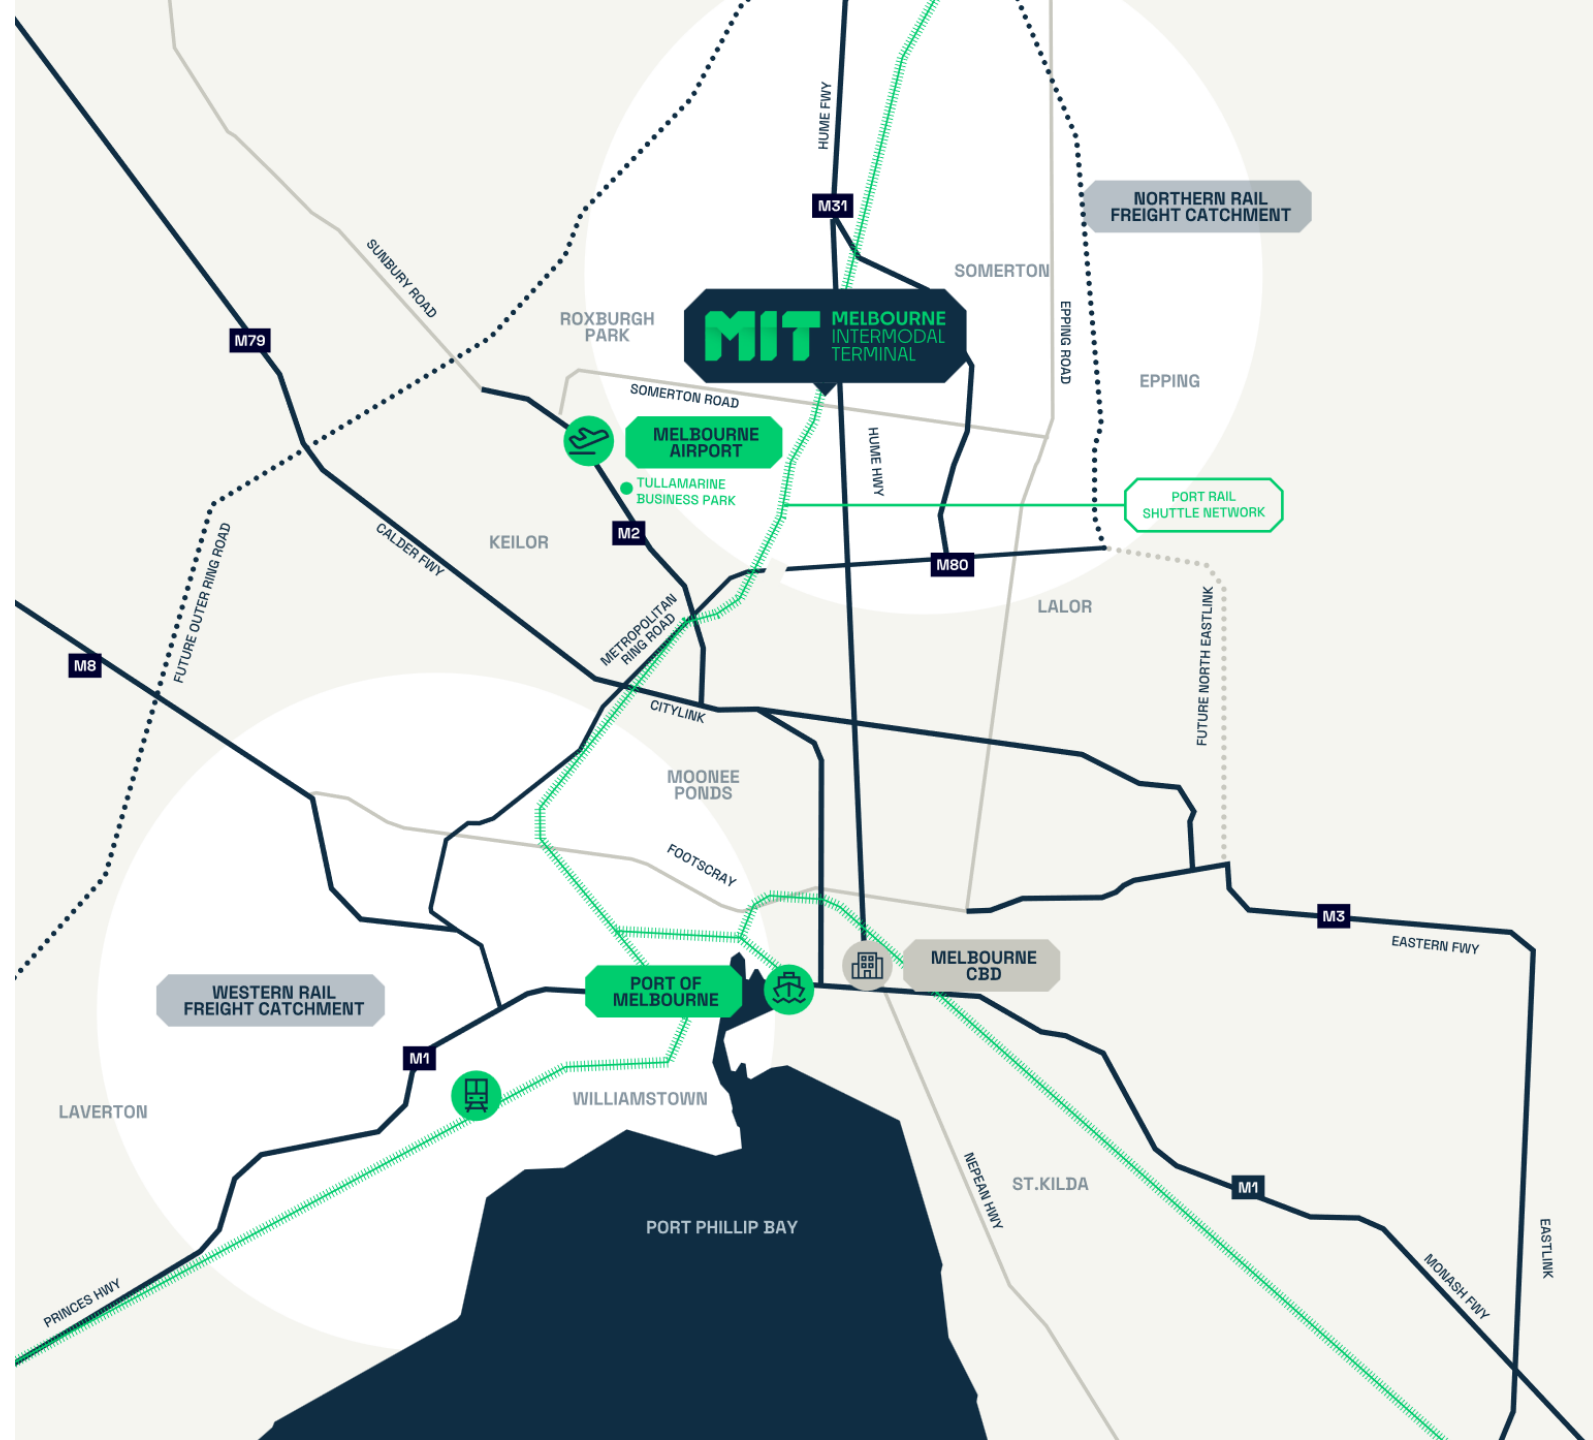 HUME FWY
M31
NORTHERN RAIL
FREIGHT CATCHMENT
SUNBURY ROAD
SOMERTON
ROXBURGH
PARK
MIT
MELBOURNE
INTERMODAL
TERMINAL
EPPING ROAD
M79
EPPING
SOMERTON ROAD
MELBOURNE
AIRPORT
HUME HWY
TULLAMARINE
BUSINESS PARK
PORT RAIL
SHUTTLE NETWORK
M2
KEILOR
CALDER FWY
FUTURE OUTER RING ROAD
M80
LALOR
METROPOLITAN
RING ROAD
FUTURE NORTH EASTLINK
M8
CITYLINK
MOONEE
PONDS
FOOTSCRAY
M3
EASTERN FWY
MELBOURNE
CBD
WESTERN RAIL
FREIGHT CATCHMENT
PORT OF
MELBOURNE
M1
WILLIAMSTOWN
LAVERTON
NEPEAN HWY
ST.KILDA
M1
PORT PHILLIP BAY
EASTLINK
MONASH FWY
PRINCES HWY